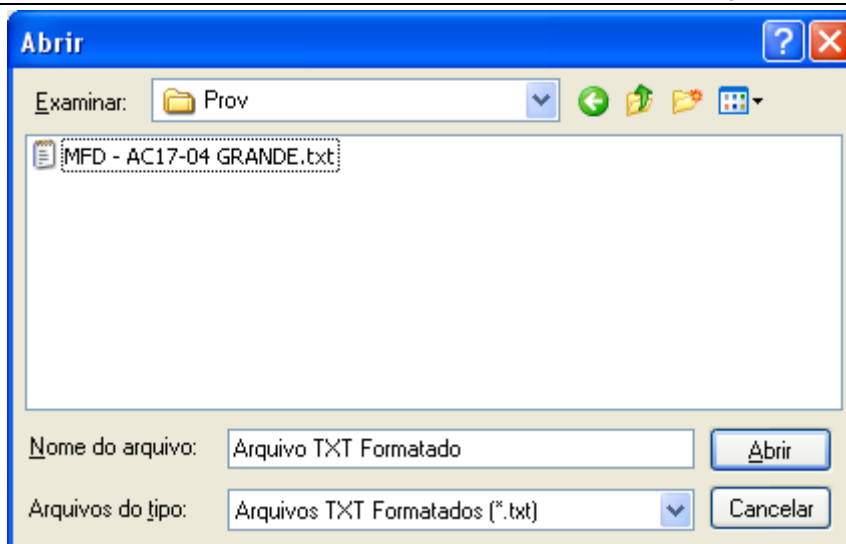 Abrir
Examinar: Prov
MFD - AC17-04 GRANDE.txt
Nome do arquivo: Arquivo TXT Formatado Abrir
Arquivos do tipo: Arquivos TXT Formatados (*.txt) Cancelar